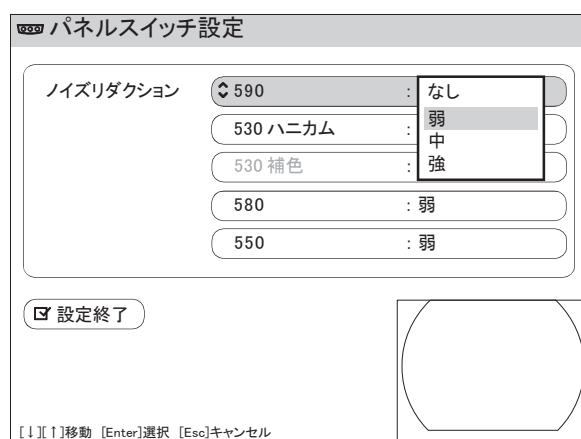 パネルスイッチ設定
ノイズリダクション
590 :
なし
弱
中
強
530 ハニカム :
530 補色 :
580 : 弱
550 : 弱
設定終了
[↓][↑]移動 [Enter]選択 [Esc]キャンセル